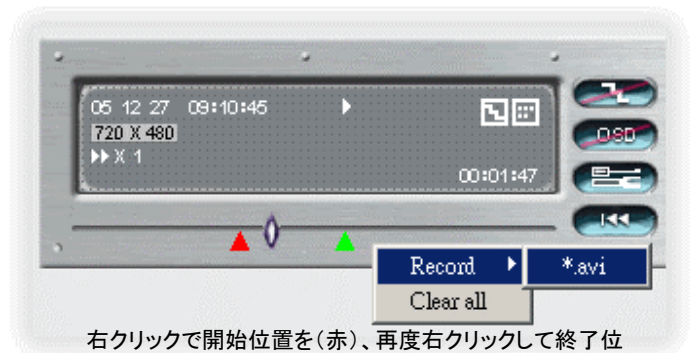 05 12 27 09:10:45
720 X 480
X 1
00:01:47
OSD
Record
*.avi
Clear all
右クリックで開始位置を（赤）、再度右クリックして終了位